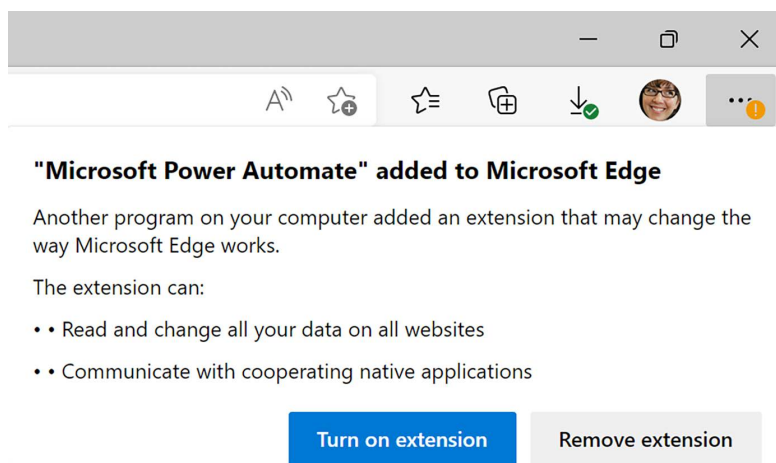 "Microsoft Power Automate" added to Microsoft Edge
Another program on your computer added an extension that may change the
way Microsoft Edge works.
The extension can:
• • Read and change all your data on all websites
• • Communicate with cooperating native applications
Turn on extension Remove extension